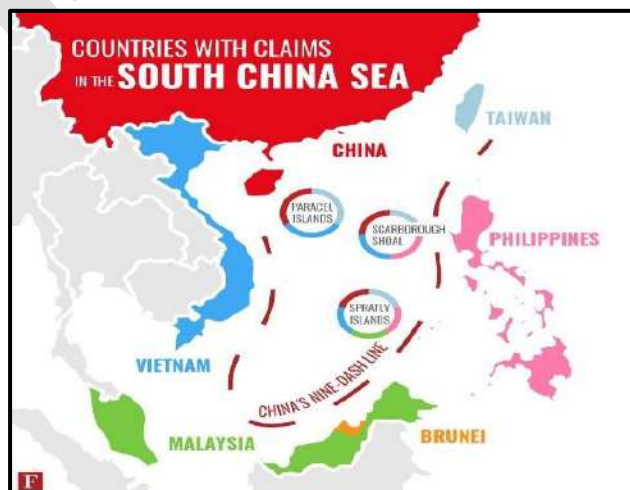 COUNTRIES WITH CLAIMS
IN THE SOUTH CHINA SEA
TAIWAN
CHINA
PARACEL
ISLANDS
SCARBOROUGH
SHOAL
PHILIPPINES
SPRATLY
ISLANDS
VIETNAM
CHINA'S NINE-DASH LINE
MALAYSIA
BRUNEI
F